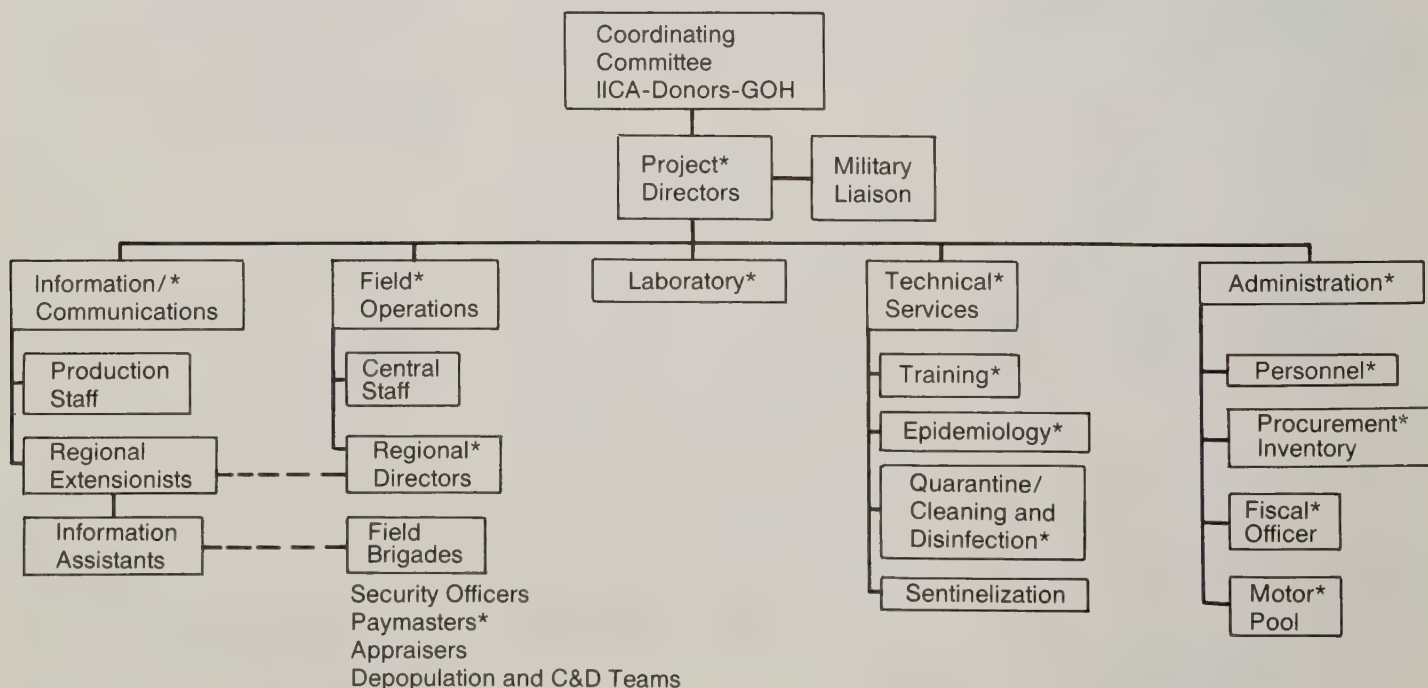 Coordinating
Committee
IICA-Donors-GOH
Project*
Directors
Military
Liaison
Information/*
Communications
Production
Staff
Regional
Extensionists
Information
Assistants
Field*
Operations
Central
Staff
Regional*
Directors
Field
Brigades
Security Officers
Paymasters*
Appraisers
Depopulation and C&D Teams
Laboratory*
Technical*
Services
Training*
Epidemiology*
Quarantine/
Cleaning and
Disinfection*
Sentinelization
Administration*
Personnel*
Procurement*
Inventory
Fiscal*
Officer
Motor*
Pool